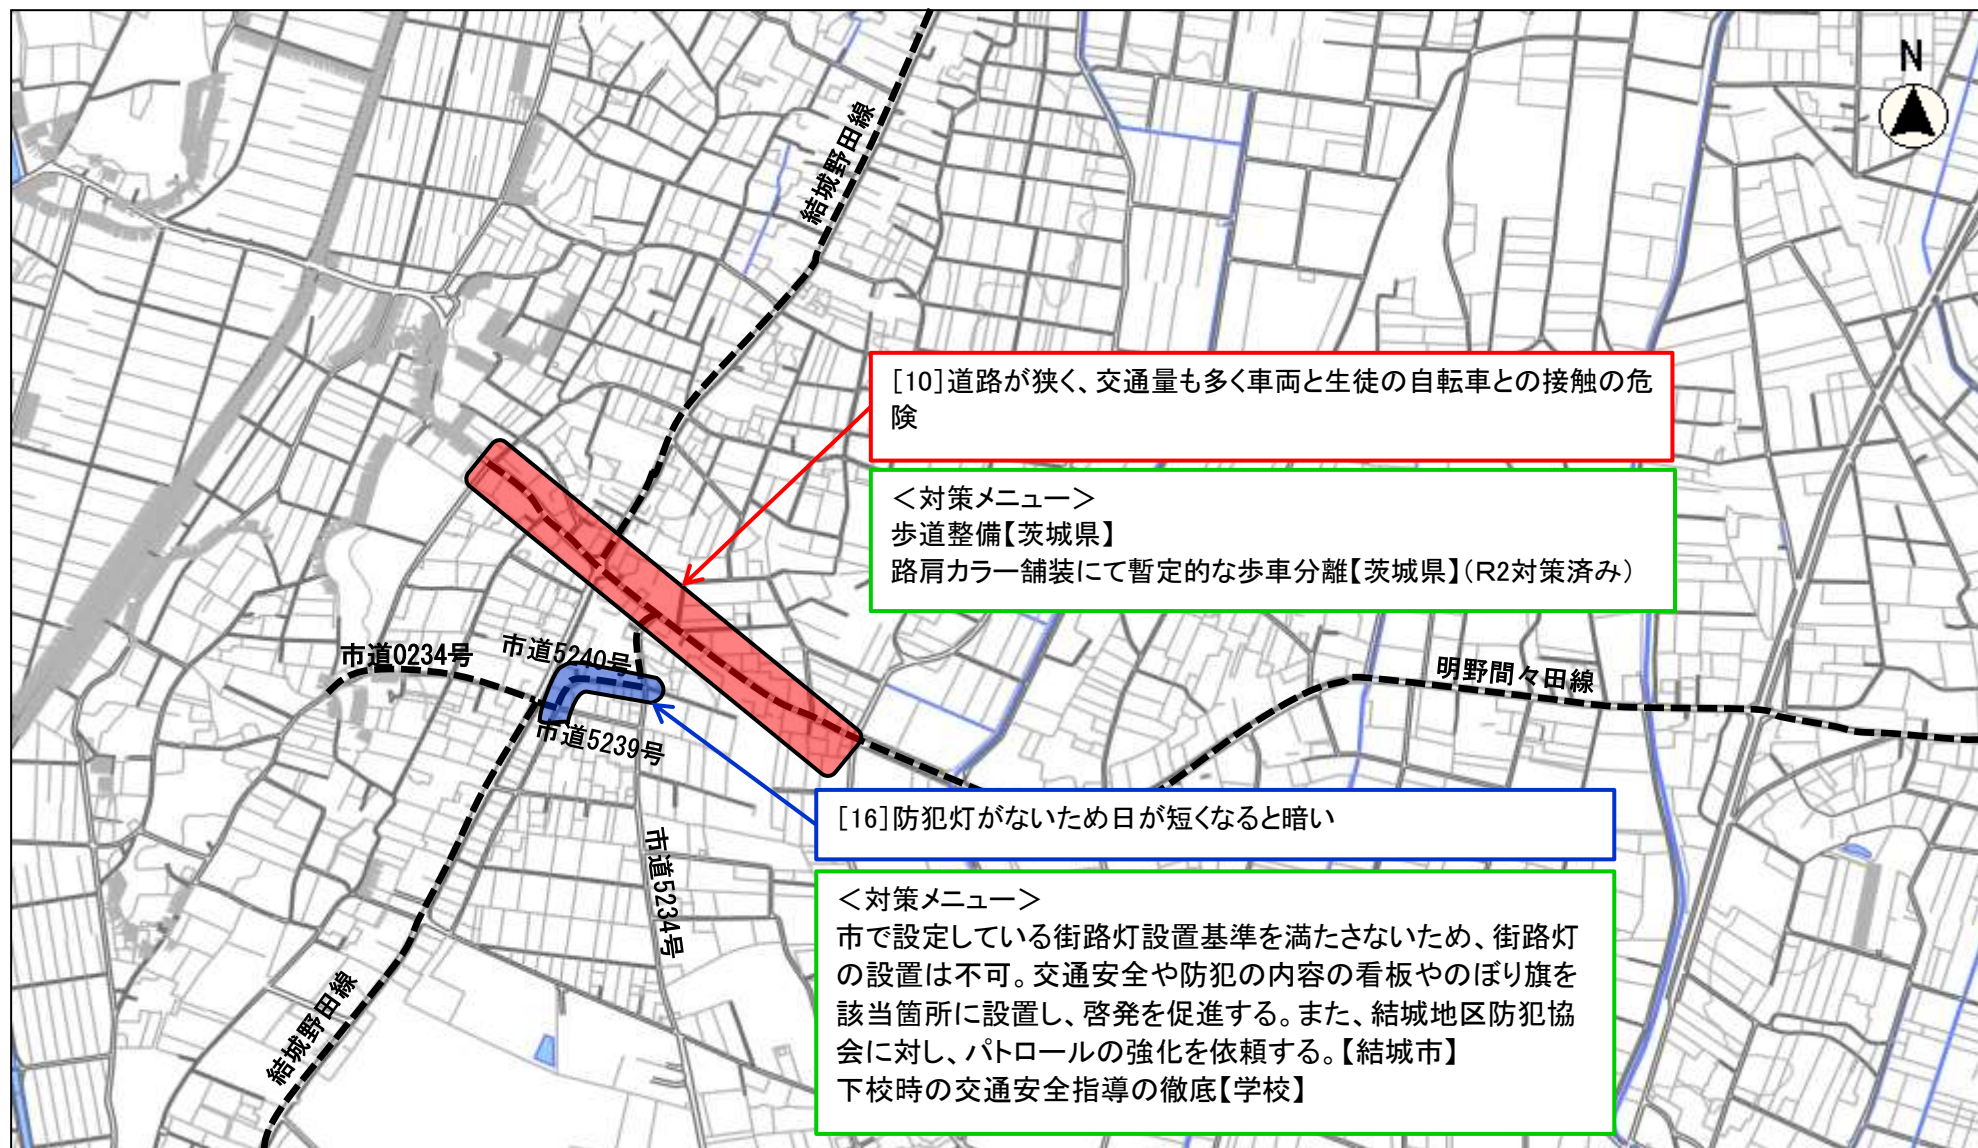 N
結城野田線
[10]道路が狭く、交通量も多く車両と生徒の自転車との接触の危
険
＜対策メニュー＞
歩道整備【茨城県】
路肩カラー舗装にて暫定的な歩車分離【茨城県】（R2対策済み）
市道0234号
市道5240号
明野間々田線
市道5239号
[16]防犯灯がないため日が短くなると暗い
市道5234号
＜対策メニュー＞
市で設定している街路灯設置基準を満たさないため、街路灯
の設置は不可。交通安全や防犯の内容の看板やのぼり旗を
該当箇所に設置し、啓発を促進する。また、結城地区防犯協
会に対し、パトロールの強化を依頼する。【結城市】
下校時の交通安全指導の徹底【学校】
結城野田線